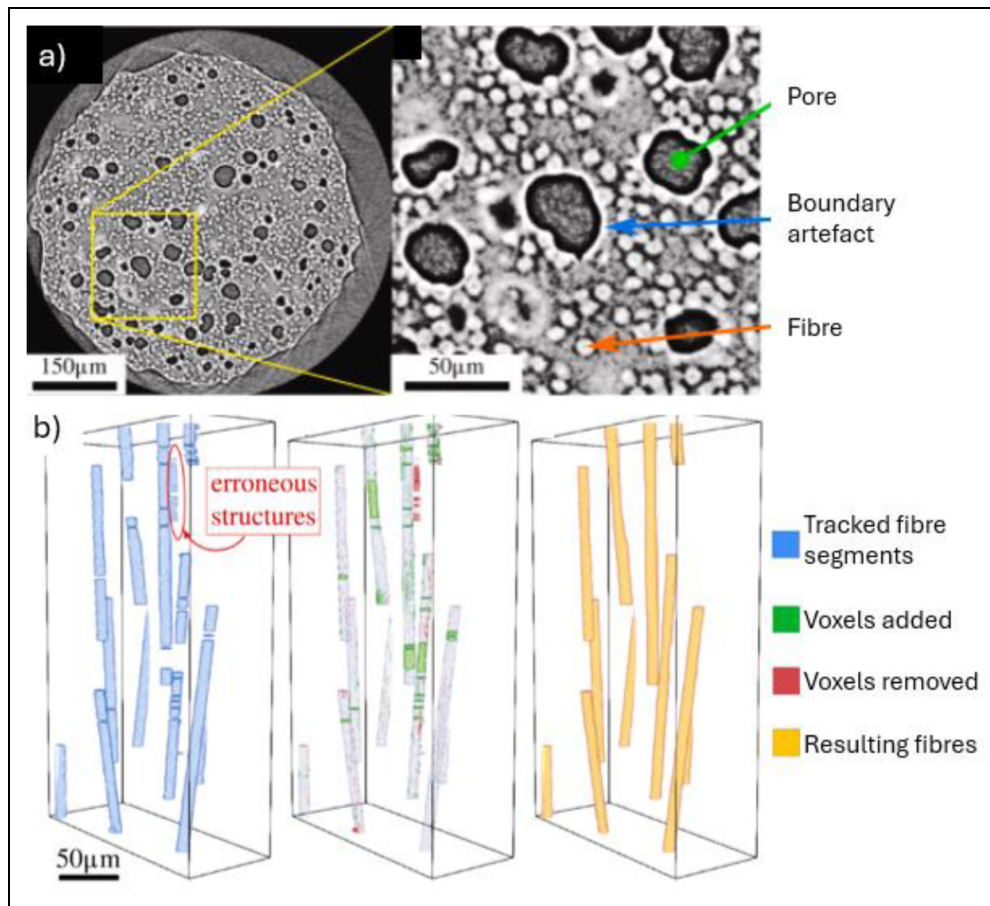 a)
Pore
Boundary
artefact
Fibre
150μm
50μm
b)
erroneous
structures
Tracked fibre
segments
Voxels added
Voxels removed
Resulting fibres
50μm